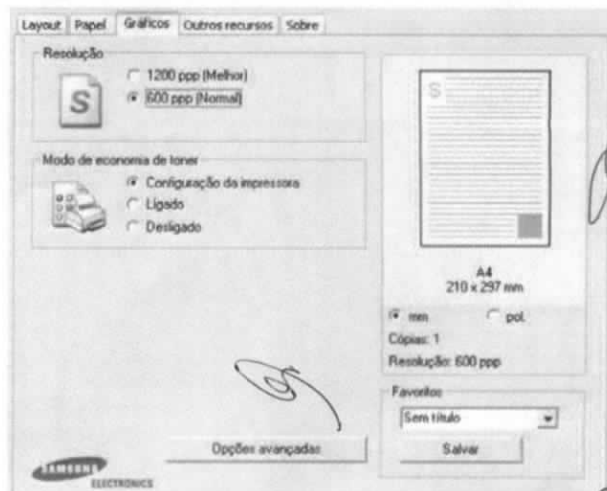 Layout Papel Gráficos Outros recursos Sobre
Resolução
1200 ppp (Melhor)
600 ppp (Normal)
S
S
Modo de economia de toner
Configuração da impressora
Ligado
Desligado
A4
210 x 297 mm
mm pol.
Cópias: 1
Resolução: 600 ppp
Favoritos
Sem título
Opções avançadas Salvar
SAMSUNG
ELECTRONICS